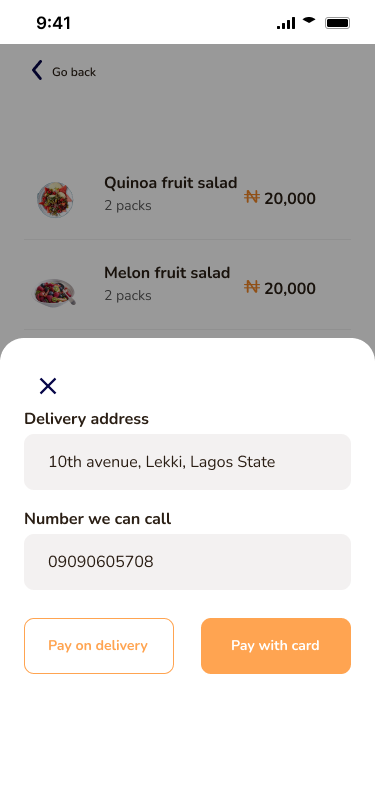 9:41
Go back
Quinoa fruit salad
2 packs
₦ 20,000
Melon fruit salad
2 packs
₦ 20,000
Delivery address
10th avenue, Lekki, Lagos State
Number we can call
09090605708
Pay on delivery
Pay with card